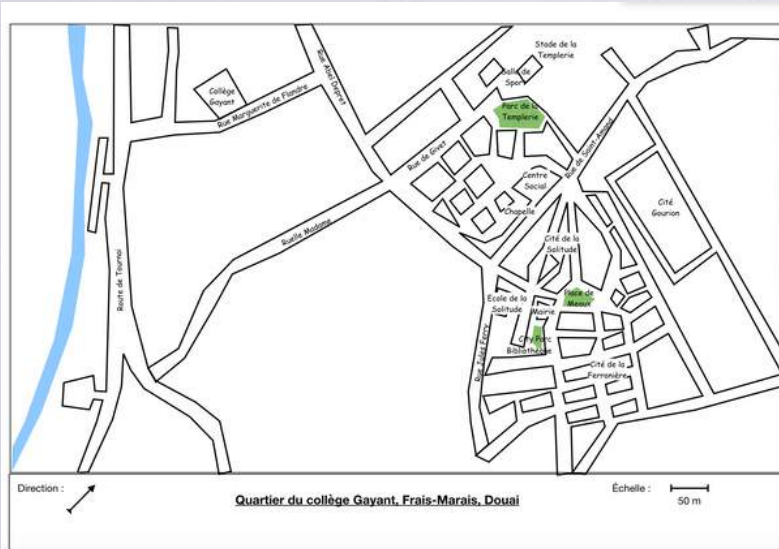 Stade de la
Templerie
Salle de
Sport
Collège
Gayant
Rue Abel Depret
Rue Marguerite de Flandre
Parc de la
Templerie
Rue de Givet
Rue de Saint-Amand
Centre
Social
Cité
Gourion
Chapelle
Ruelle Madame
Cité de la
Solitude
Route de Tournai
Ecole de la
Solitude
Place de
Meaux
Mairie
Rue Jules Ferry
City Parc
Bibliothèque
Cité de la
Ferronière
Direction :
Quartier du collège Gayant, Frais-Marais, Douai
Échelle :
50 m